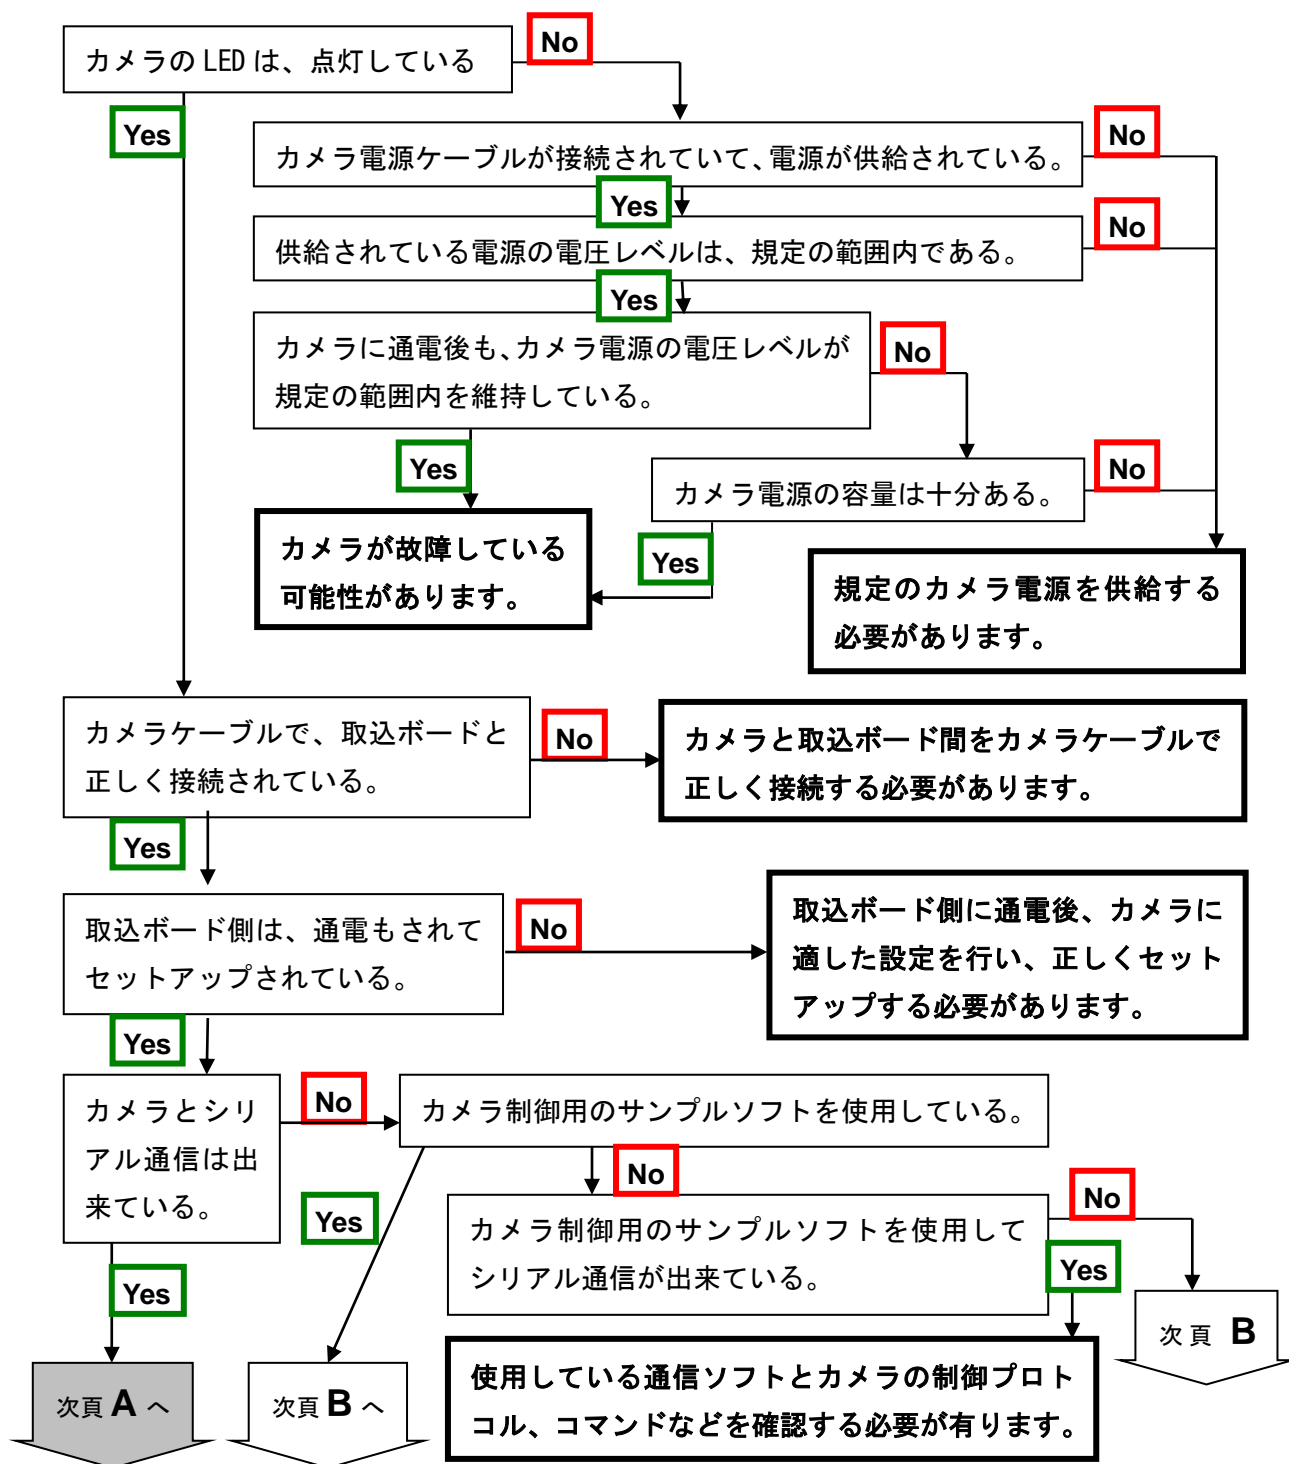 カメラの LED は、点灯している
No
Yes
カメラ電源ケーブルが接続されていて、電源が供給されている。
No
Yes
供給されている電源の電圧レベルは、規定の範囲内である。
No
Yes
カメラに通電後も、カメラ電源の電圧レベルが
規定の範囲内を維持している。
No
Yes
カメラ電源の容量は十分ある。
No
Yes
カメラが故障している
可能性があります。
規定のカメラ電源を供給する
必要があります。
カメラケーブルで、取込ボードと
正しく接続されている。
No
カメラと取込ボード間をカメラケーブルで
正しく接続する必要があります。
Yes
取込ボード側は、通電もされて
セットアップされている。
No
取込ボード側に通電後、カメラに
適した設定を行い、正しくセット
アップする必要があります。
Yes
カメラとシリ
アル通信は出
来ている。
No
カメラ制御用のサンプルソフトを使用している。
Yes
No
カメラ制御用のサンプルソフトを使用して
シリアル通信が出来ている。
No
Yes
Yes
次頁 B
次頁 A へ
次頁 B へ
使用している通信ソフトとカメラの制御プロト
コル、コマンドなどを確認する必要が有ります。